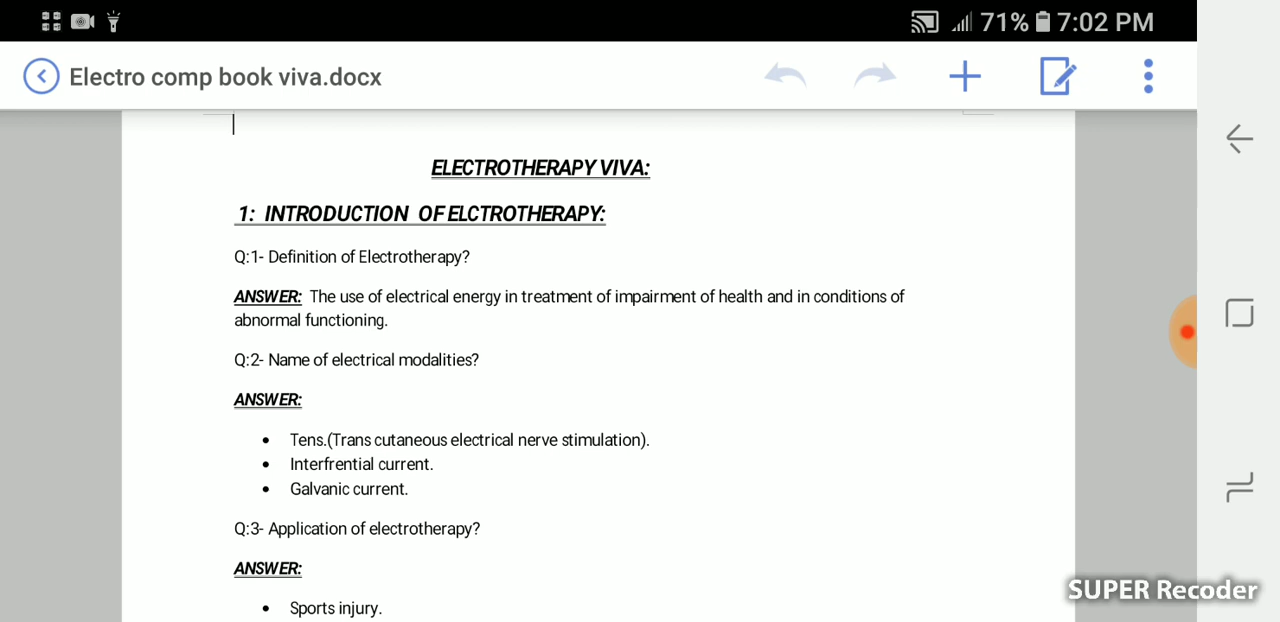 71% 7:02 PM
Electro comp book viva.docx
ELECTROTHERAPY VIVA:
1: INTRODUCTION OF ELCTROTHERAPY:
Q:1- Definition of Electrotherapy?
ANSWER: The use of electrical energy in treatment of impairment of health and in conditions of
abnormal functioning.
Q:2- Name of electrical modalities?
ANSWER:
• Tens.(Trans cutaneous electrical nerve stimulation).
• Interfrential current.
• Galvanic current.
Q:3- Application of electrotherapy?
ANSWER:
• Sports injury.
SUPER Recoder